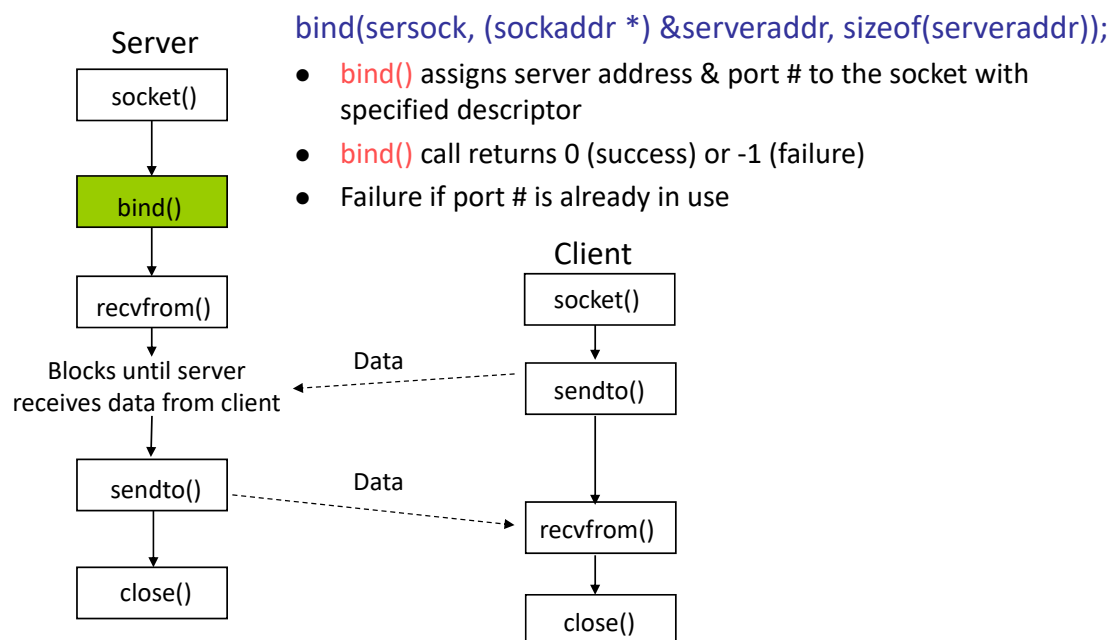 bind(sersock, (sockaddr *) &serveraddr, sizeof(serveraddr));
● bind() assigns server address & port # to the socket with
specified descriptor
● bind() call returns 0 (success) or -1 (failure)
● Failure if port # is already in use
Server
socket()
bind()
recvfrom()
Blocks until server
receives data from client
sendto()
close()
Data
Data
Client
socket()
sendto()
recvfrom()
close()